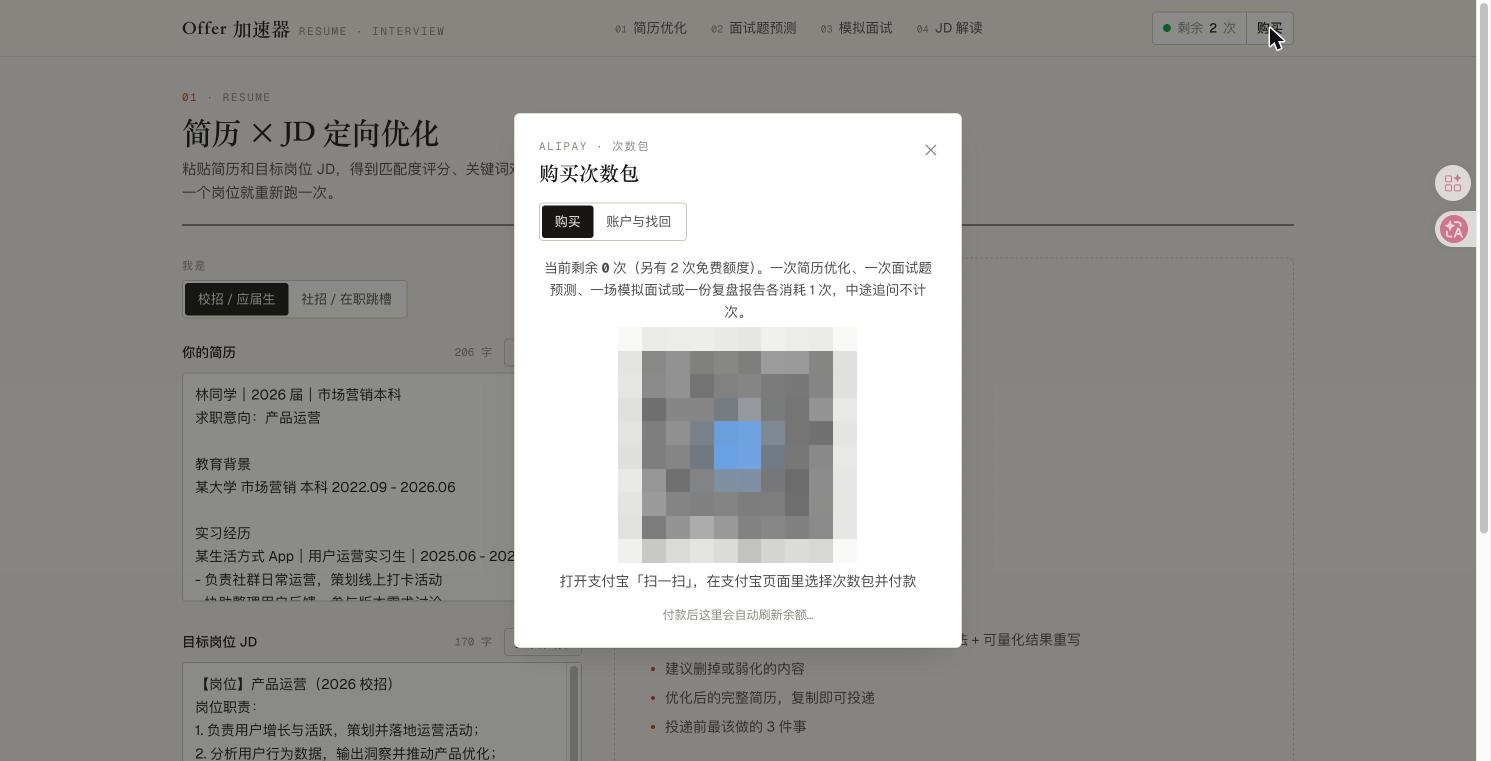 Offer 加速器 RESUME · INTERVIEW
01 简历优化 02 面试题预测 03 模拟面试 04 JD 解读
剩余 2 次 购买
01 · RESUME
简历 × JD 定向优化
粘贴简历和目标岗位 JD，得到匹配度评分、关键词
一个岗位就重新跑一次。
我是
校招 / 应届生 社招 / 在职跳槽
你的简历 206 字
林同学｜2026 届｜市场营销本科
求职意向：产品运营
教育背景
某大学 市场营销 本科 2022.09 - 2026.06
实习经历
某生活方式 App｜用户运营实习生｜2025.06 - 202
- 负责社群日常运营，策划线上打卡活动
- 协助整理用户反馈，参与版本需求讨论
目标岗位 JD 170 字
【岗位】产品运营（2026 校招）
岗位职责：
1. 负责用户增长与活跃，策划并落地运营活动；
2. 分析用户行为数据，输出洞察并推动产品优化；
ALIPAY · 次数包
购买次数包
购买 账户与找回
当前剩余 0 次（另有 2 次免费额度）。一次简历优化、一次面试题
预测、一场模拟面试或一份复盘报告各消耗 1 次，中途追问不计
次。
打开支付宝「扫一扫」，在支付宝页面里选择次数包并付款
付款后这里会自动刷新余额…
+ 可量化结果重写
• 建议删掉或弱化的内容
• 优化后的完整简历，复制即可投递
• 投递前最该做的 3 件事